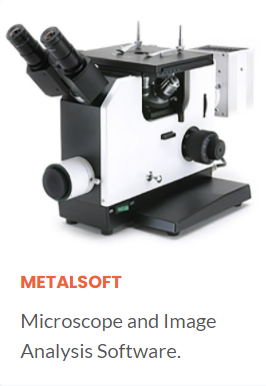 METALSOFT
Microscope and Image
Analysis Software.